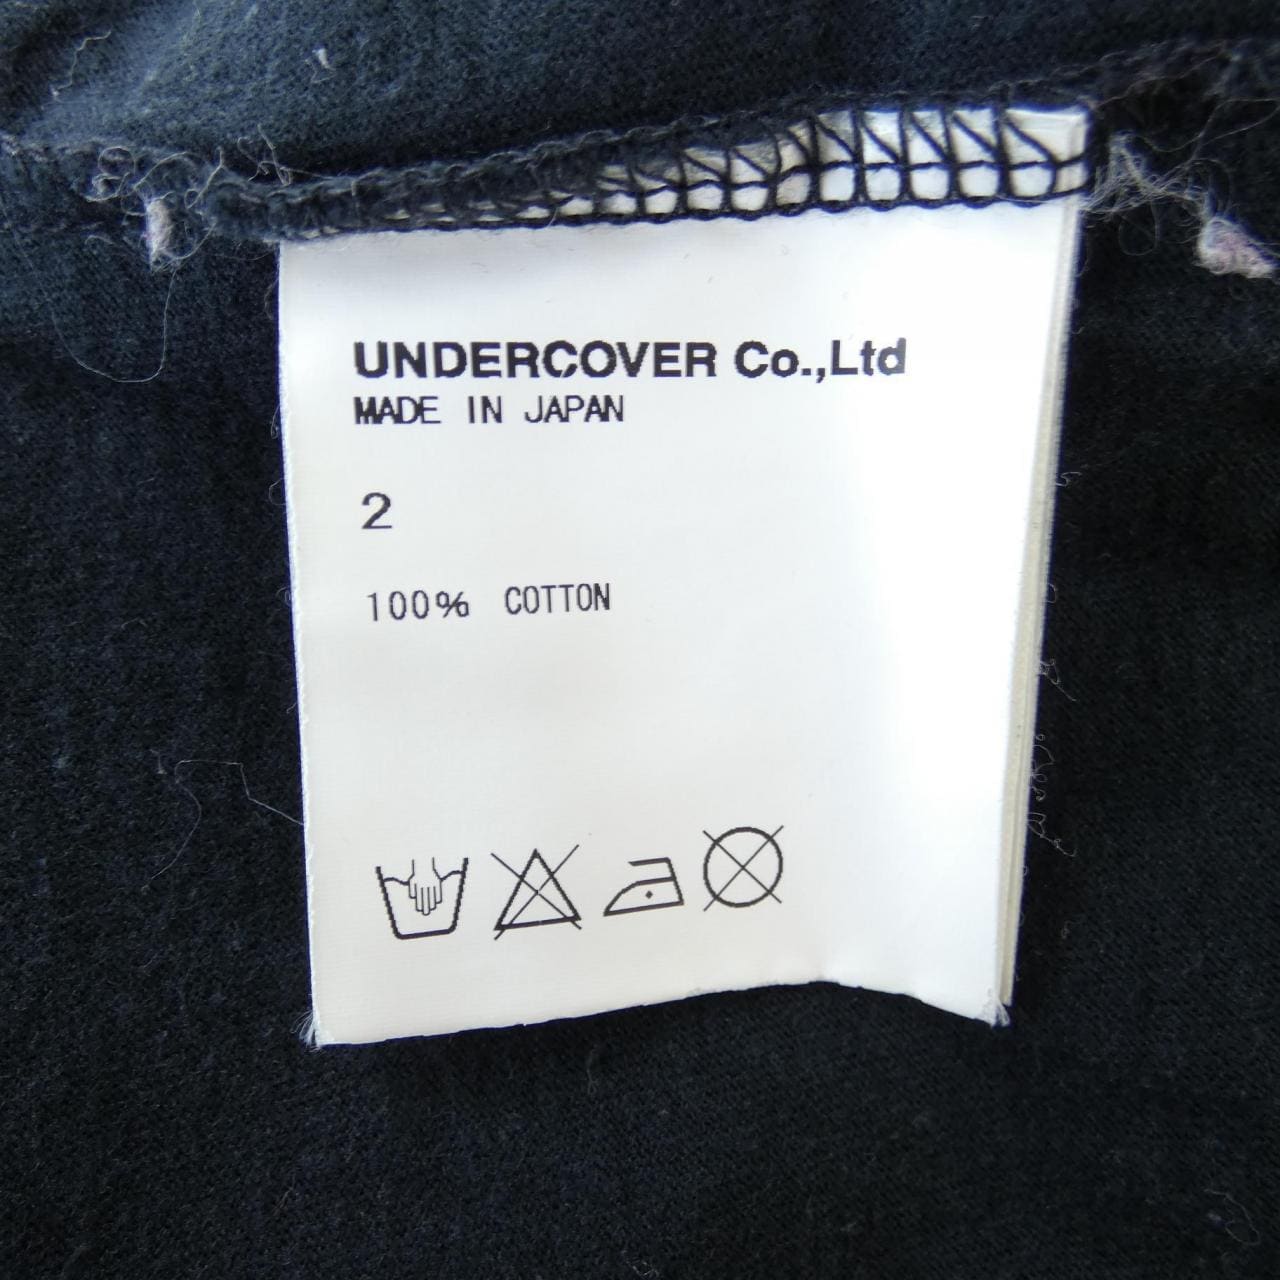 UNDERCOVER Co.,Ltd
MADE IN JAPAN
2
100% COTTON